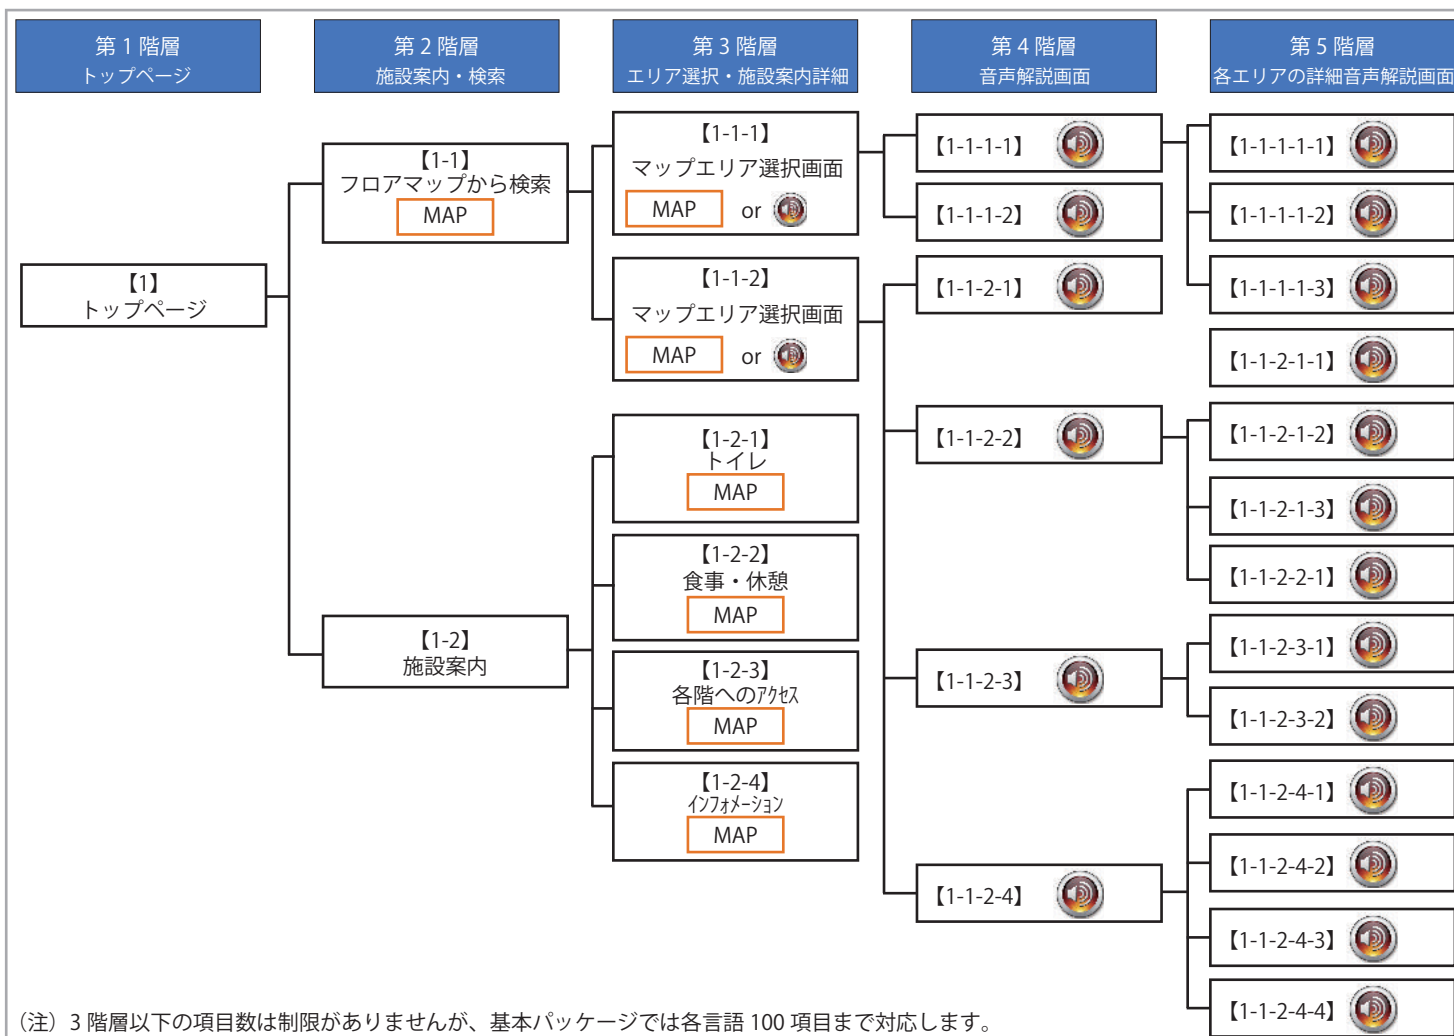 第 1 階層
トップページ
第 2 階層
施設案内・検索
第 3 階層
エリア選択・施設案内詳細
第 4 階層
音声解説画面
第 5 階層
各エリアの詳細音声解説画面
【1】
トップページ
【1-1】
フロアマップから検索
MAP
【1-2】
施設案内
【1-1-1】
マップエリア選択画面
MAP or
【1-1-2】
マップエリア選択画面
MAP or
【1-2-1】
トイレ
MAP
【1-2-2】
食事・休憩
MAP
【1-2-3】
各階へのｱｸｾｽ
MAP
【1-2-4】
ｲﾝﾌｫﾒｰｼｮﾝ
MAP
【1-1-1-1】
【1-1-1-2】
【1-1-2-1】
【1-1-2-2】
【1-1-2-3】
【1-1-2-4】
【1-1-1-1-1】
【1-1-1-1-2】
【1-1-1-1-3】
【1-1-2-1-1】
【1-1-2-1-2】
【1-1-2-1-3】
【1-1-2-2-1】
【1-1-2-3-1】
【1-1-2-3-2】
【1-1-2-4-1】
【1-1-2-4-2】
【1-1-2-4-3】
【1-1-2-4-4】
（注）3 階層以下の項目数は制限がありませんが、基本パッケージでは各言語 100 項目まで対応します。